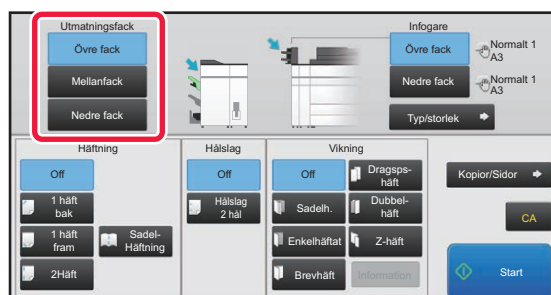 Utmatningsfack
Övre fack
Mellanfack
Nedre fack
Infogare
Övre fack
Normalt 1
A3
Nedre fack
Normalt 1
A3
Typ/storlek
Häftning
Off
1 häft
bak
1 häft
fram
Sadel-
Häftning
2Häft
Hålslag
Off
Hålslag
2 hål
Vikning
Off
Dragsps-
häft
Sadelh.
Dubbel-
häft
Enkelhäftat
Z-häft
Brevhäft
Information
Kopior/Sidor
CA
Start